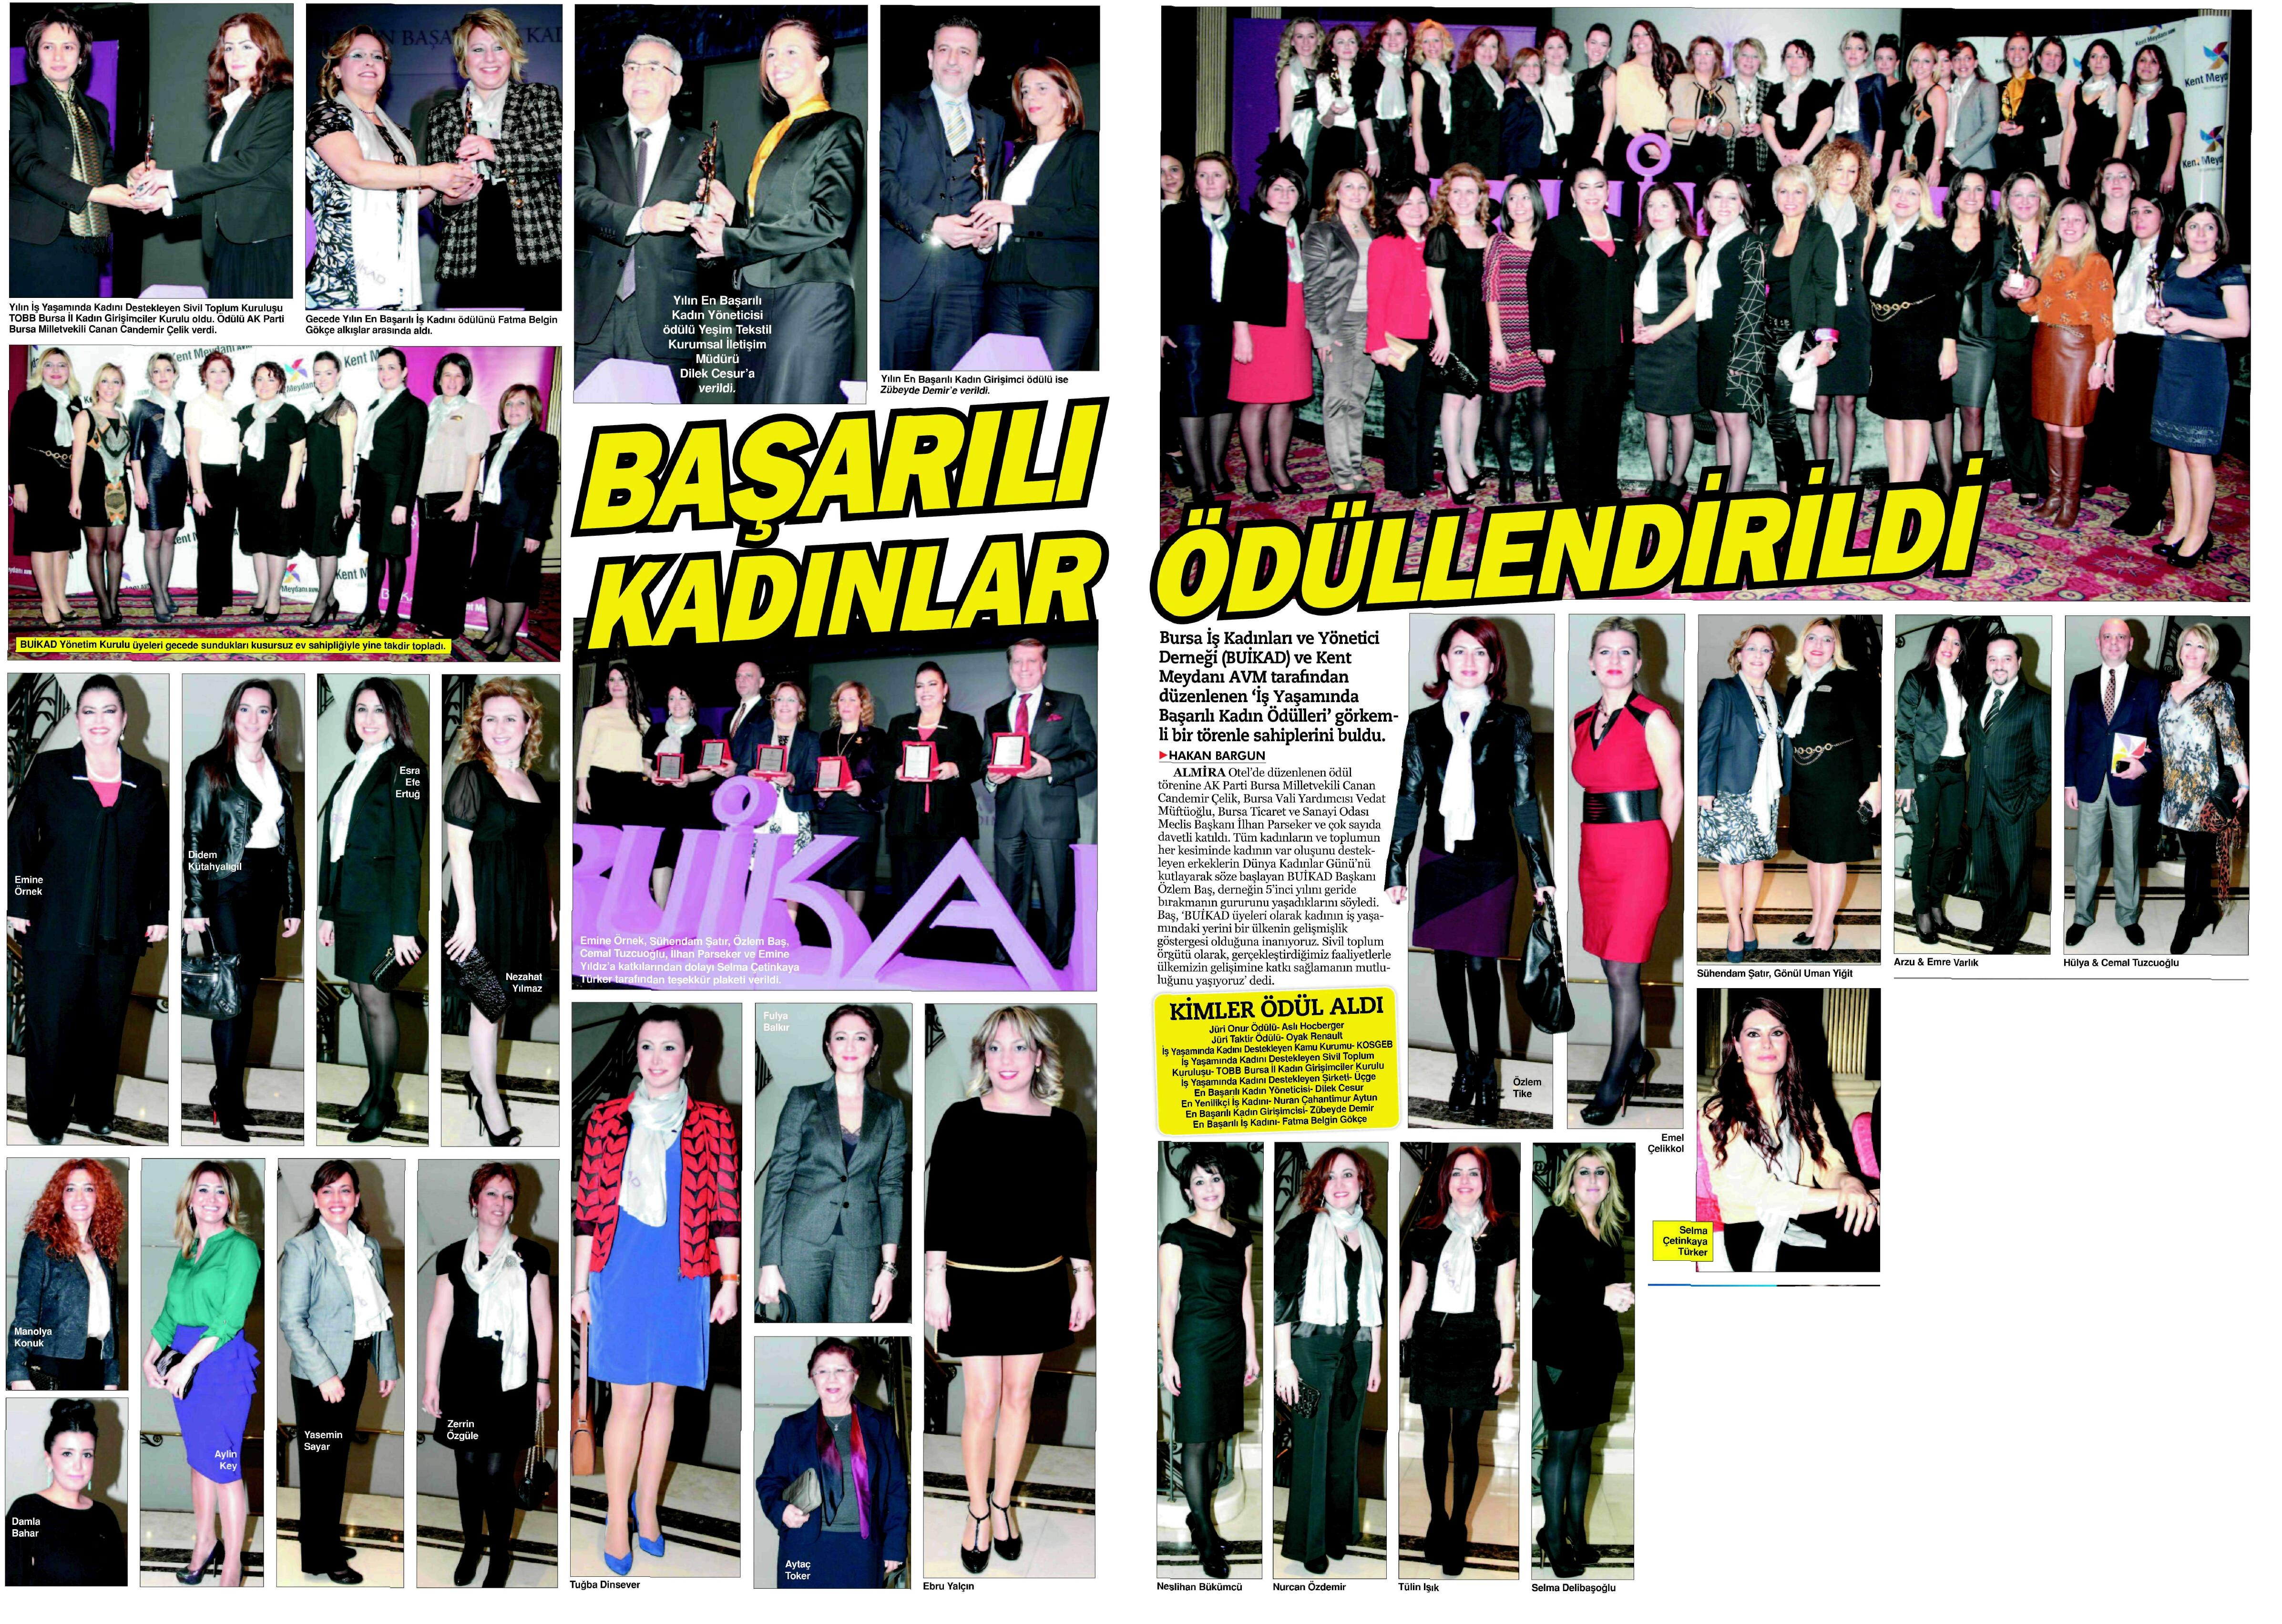 Yılın İş Yaşamında Kadını Destekleyen Sivil Toplum Kuruluşu
TOBB Bursa İl Kadın Girişimciler Kurulu oldu. Ödülü AK Parti
Bursa Milletvekili Canan Candemir Çelik verdi.
Gecede Yılın En Başarılı İş Kadını ödülünü Fatma Belgin
Gökçe alkışlar arasında aldı.
Yılın En Başarılı
Kadın Yöneticisi
ödülü Yeşim Tekstil
Kurumsal İletişim
Müdürü
Dilek Cesur'a
verildi.
Yılın En Başarılı Kadın Girişimci ödülü ise
Zübeyde Demir'e verildi.
Kent Meydanı AVM
BUİKAD Yönetim Kurulu üyeleri gecede sundukları kusursuz ev sahipliğiyle yine takdir topladı.
BAŞARILI
KADINLAR
ÖDÜLLENDİRİLDİ
BUİKA
Emine Örnek, Sühendam Şatır, Özlem Baş,
Cemal Tuzcuoğlu, İlhan Parseker ve Emine
Yıldız'a katkılarından dolayı Selma Çetinkaya
Türker tarafından teşekkür plaketi verildi.
Emine
Örnek
Didem
Kütahyalıgil
Esra
Efe
Ertuğ
Nezahat
Yılmaz
Manolya
Konuk
Damla
Bahar
Aylin
Key
Yasemin
Sayar
Zerrin
Özgüle
Tuğba Dinsever
Fulya
Balkır
Aytaç
Toker
Ebru Yalçın
Bursa İş Kadınları ve Yönetici
Derneği (BUİKAD) ve Kent
Meydanı AVM tarafından
düzenlenen 'İş Yaşamında
Başarılı Kadın Ödülleri' görkem-
li bir törenle sahiplerini buldu.
HAKAN BARGUN
ALMİRA Otel'de düzenlenen ödül
törenine AK Parti Bursa Milletvekili Canan
Candemir Çelik, Bursa Vali Yardımcısı Vedat
Müftüoğlu, Bursa Ticaret ve Sanayi Odası
Meclis Başkanı İlhan Parseker ve çok sayıda
davetli katıldı. Tüm kadınların ve toplumun
her kesiminde kadının var oluşunu destek-
leyen erkeklerin Dünya Kadınlar Günü'nü
kutlayarak söze başlayan BUİKAD Başkanı
Özlem Baş, derneğin 5'inci yılını geride
bırakmanın gururunu yaşadıklarını söyledi.
Baş, 'BUİKAD üyeleri olarak kadının iş yaşa-
mındaki yerini bir ülkenin gelişmişlik
göstergesi olduğuna inanıyoruz. Sivil toplum
örgütü olarak, gerçekleştirdiğimiz faaliyetlerle
ülkemizin gelişimine katkı sağlamanın mutlu-
luğunu yaşıyoruz' dedi.
KİMLER ÖDÜL ALDI
Jüri Onur Ödülü- Aslı Hocberger
Jüri Taktir Ödülü- Oyak Renault
İş Yaşamında Kadını Destekleyen Kamu Kurumu- KOSGEB
İş Yaşamında Kadını Destekleyen Sivil Toplum
Kuruluşu- TOBB Bursa İl Kadın Girişimciler Kurulu
İş Yaşamında Kadını Destekleyen Şirketi- Üçge
En Başarılı Kadın Yöneticisi- Dilek Cesur
En Yenilikçi İş Kadını- Nuran Çahantimur Aytun
En Başarılı Kadın Girişimcisi- Zübeyde Demir
En Başarılı İş Kadını- Fatma Belgin Gökçe
Özlem
Tike
Emel
Çelikkol
Sühendam Şatır, Gönül Uman Yiğit
Arzu & Emre Varlık
Hülya & Cemal Tuzcuoğlu
Selma
Çetinkaya
Türker
Neslihan Bükümcü
Nurcan Özdemir
Tülin Işık
Selma Delibaşoğlu